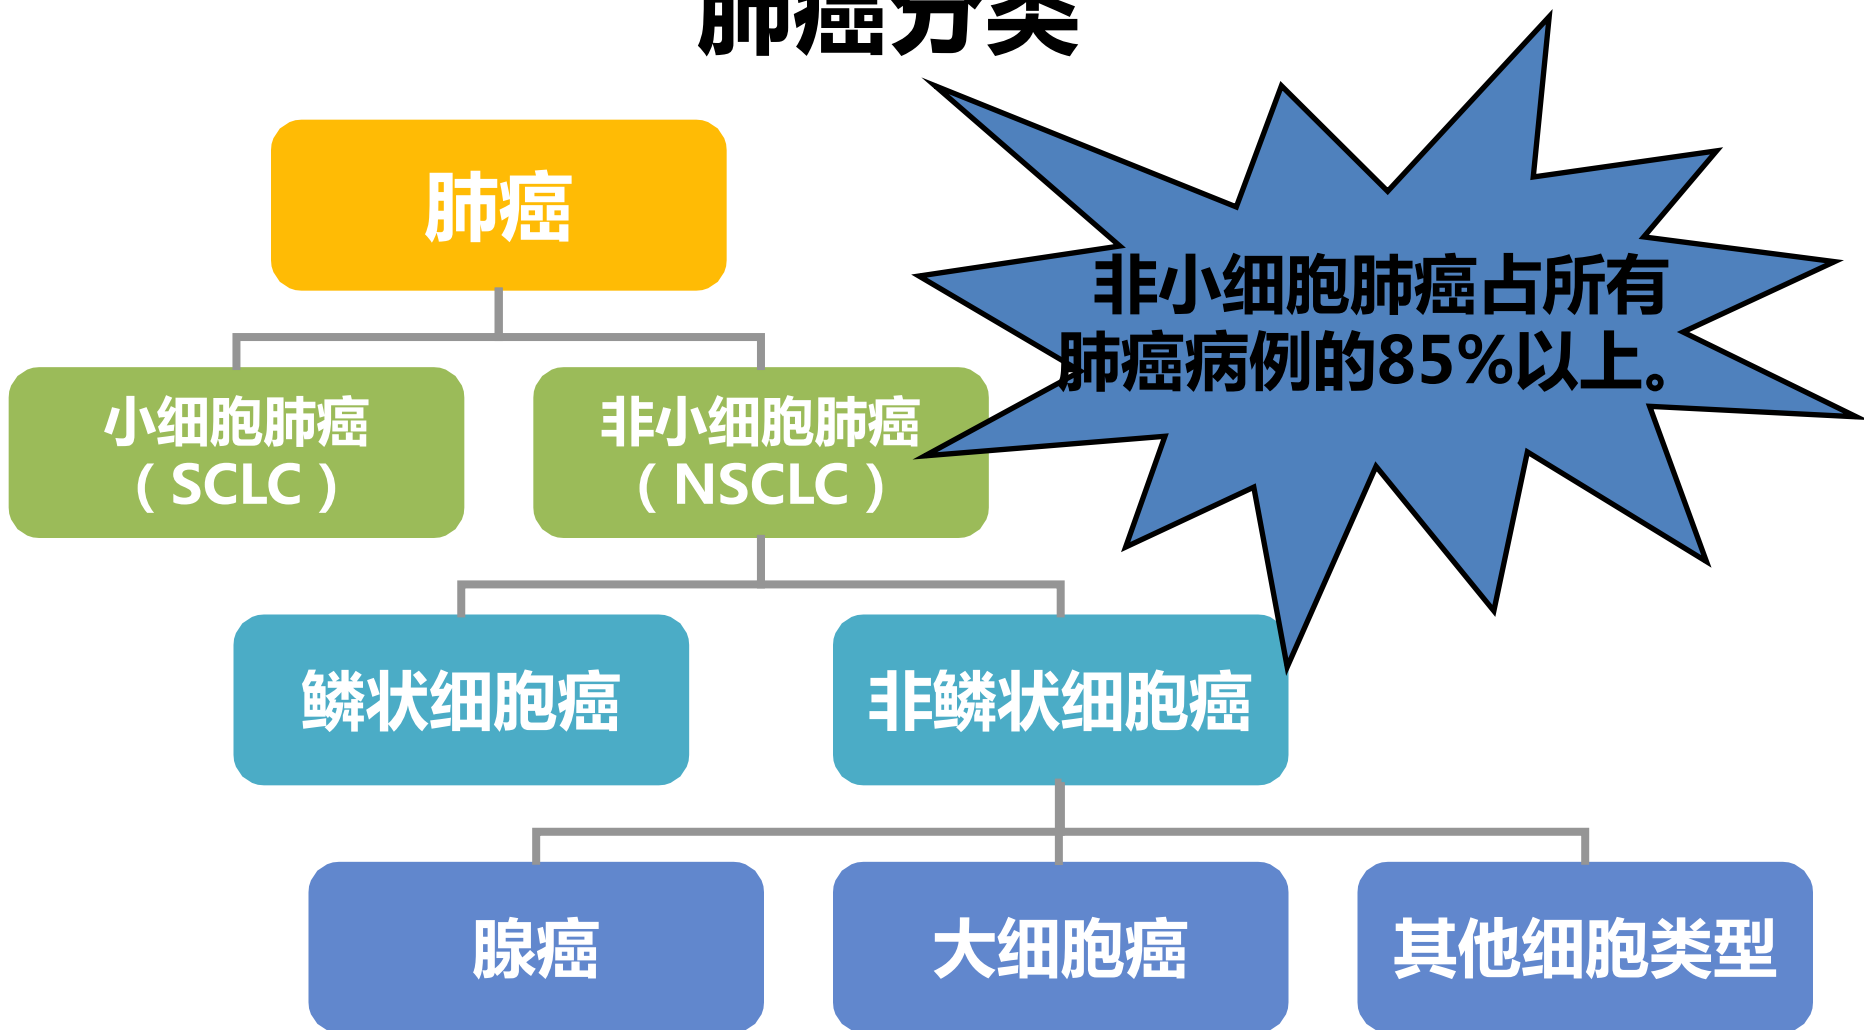 肺癌分类
肺癌
非小细胞肺癌占所有
肺癌病例的85%以上。
小细胞肺癌
（SCLC）
非小细胞肺癌
（NSCLC）
鳞状细胞癌
非鳞状细胞癌
腺癌
大细胞癌
其他细胞类型